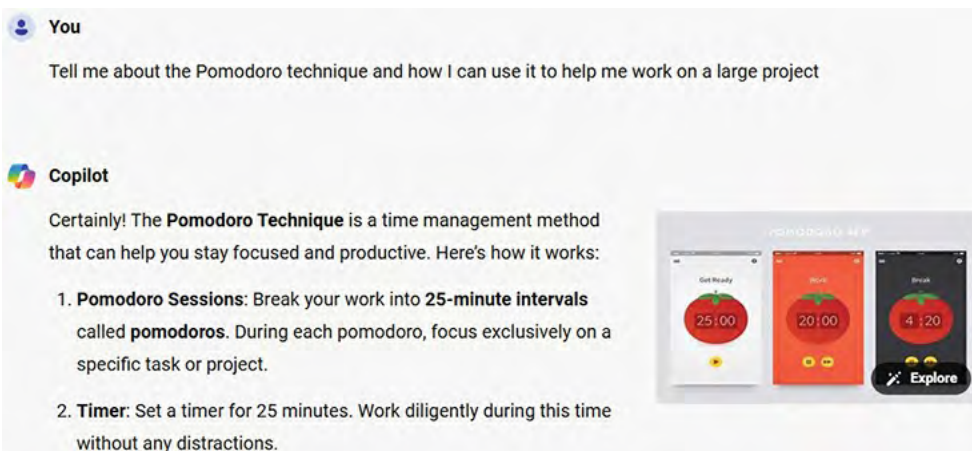 You
Tell me about the Pomodoro technique and how I can use it to help me work on a large project
Copilot
Certainly! The Pomodoro Technique is a time management method
that can help you stay focused and productive. Here's how it works:
1. Pomodoro Sessions: Break your work into 25-minute intervals
called pomodoros. During each pomodoro, focus exclusively on a
specific task or project.
2. Timer: Set a timer for 25 minutes. Work diligently during this time
without any distractions.
Get Ready
Work
Break
25:00
20:00
4:20
Explore